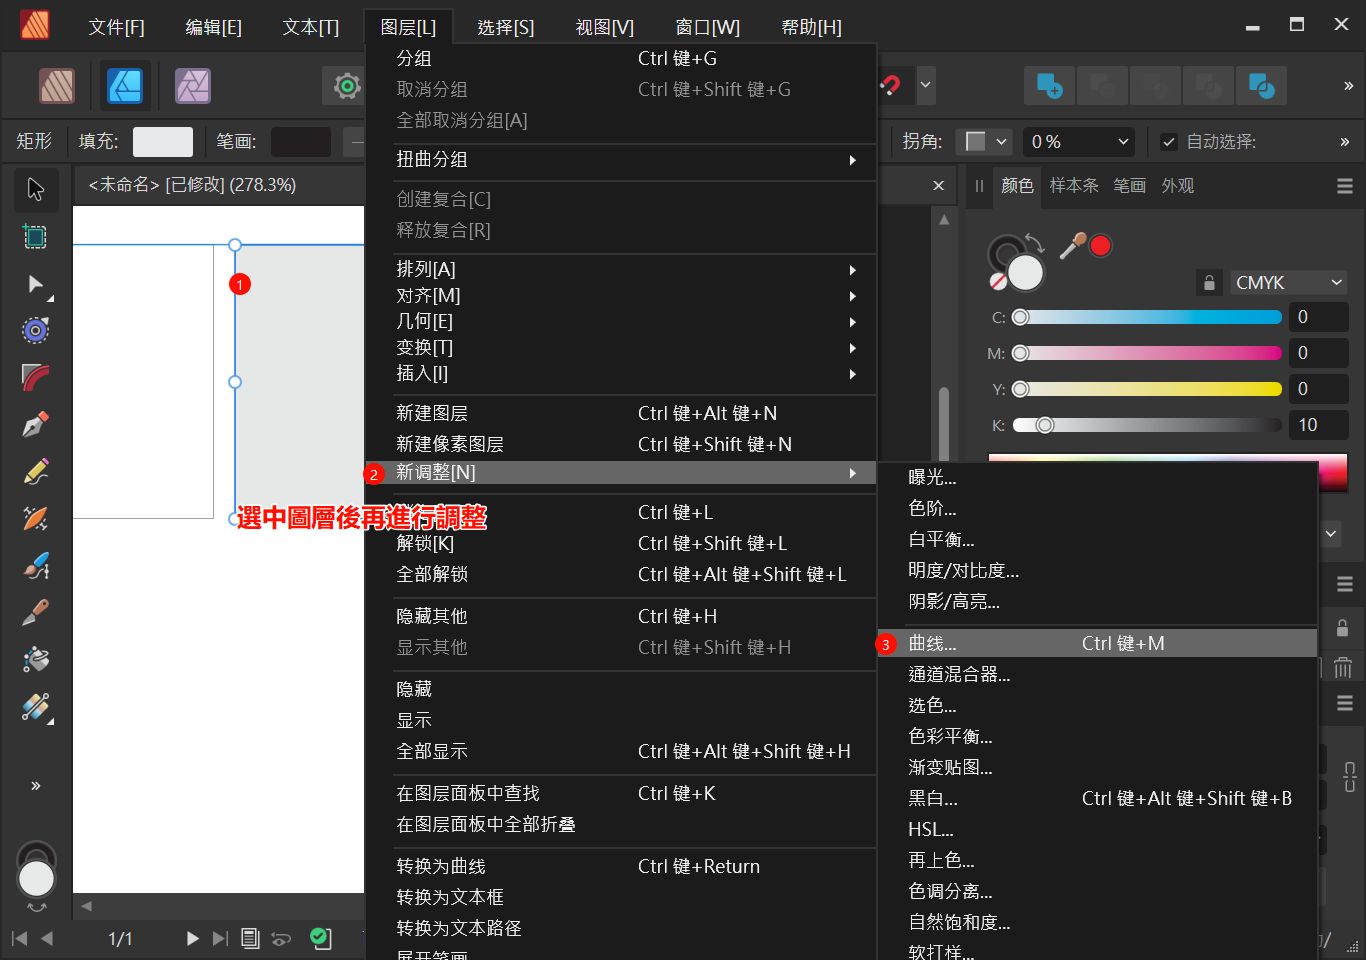 文件[F] 编辑[E] 文本[T] 图层[L] 选择[S] 视图[V] 窗口[W] 帮助[H]
矩形 填充: 笔画: 拐角: 0 % 自动选择:
<未命名> [已修改] (278.3%)
颜色 样本条 笔画 外观
CMYK
C: 0
M: 0
Y: 0
K: 10
1
分组 Ctrl 键+G
取消分组 Ctrl 键+Shift 键+G
全部取消分组[A]
扭曲分组
创建复合[C]
释放复合[R]
排列[A]
对齐[M]
几何[E]
变换[T]
插入[I]
新建图层 Ctrl 键+Alt 键+N
新建像素图层 Ctrl 键+Shift 键+N
2 新调整[N]
選中圖層後再進行調整
Ctrl 键+L
解锁[K] Ctrl 键+Shift 键+L
全部解锁 Ctrl 键+Alt 键+Shift 键+L
隐藏其他 Ctrl 键+H
显示其他 Ctrl 键+Shift 键+H
隐藏
显示
全部显示 Ctrl 键+Alt 键+Shift 键+H
在图层面板中查找 Ctrl 键+K
在图层面板中全部折叠
转换为曲线 Ctrl 键+Return
转换为文本框
转换为文本路径
展开笔画
曝光...
色阶...
白平衡...
明度/对比度...
阴影/高亮...
3 曲线... Ctrl 键+M
通道混合器...
选色...
色彩平衡...
渐变贴图...
黑白... Ctrl 键+Alt 键+Shift 键+B
HSL...
再上色...
色调分离...
自然饱和度...
软打样...
1/1